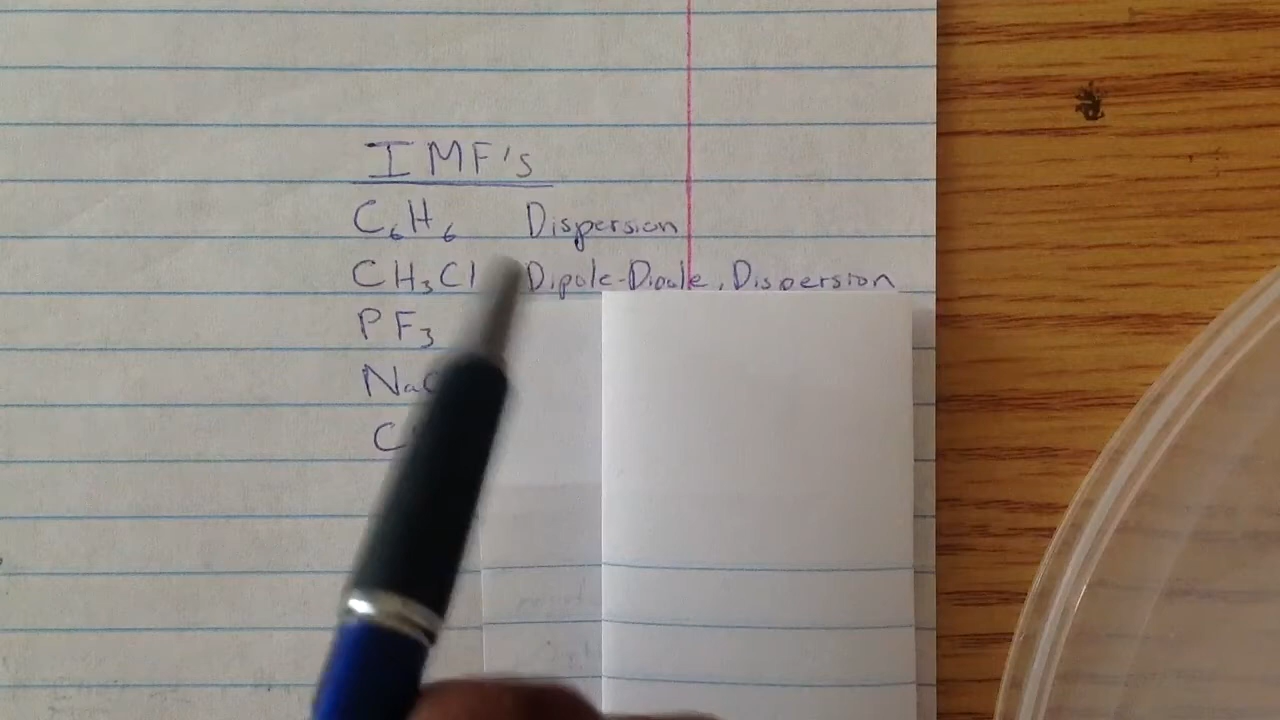 IMF's
C₆H₆ Dispersion
CH₃Cl Dipole-Dipole, Dispersion
PF₃